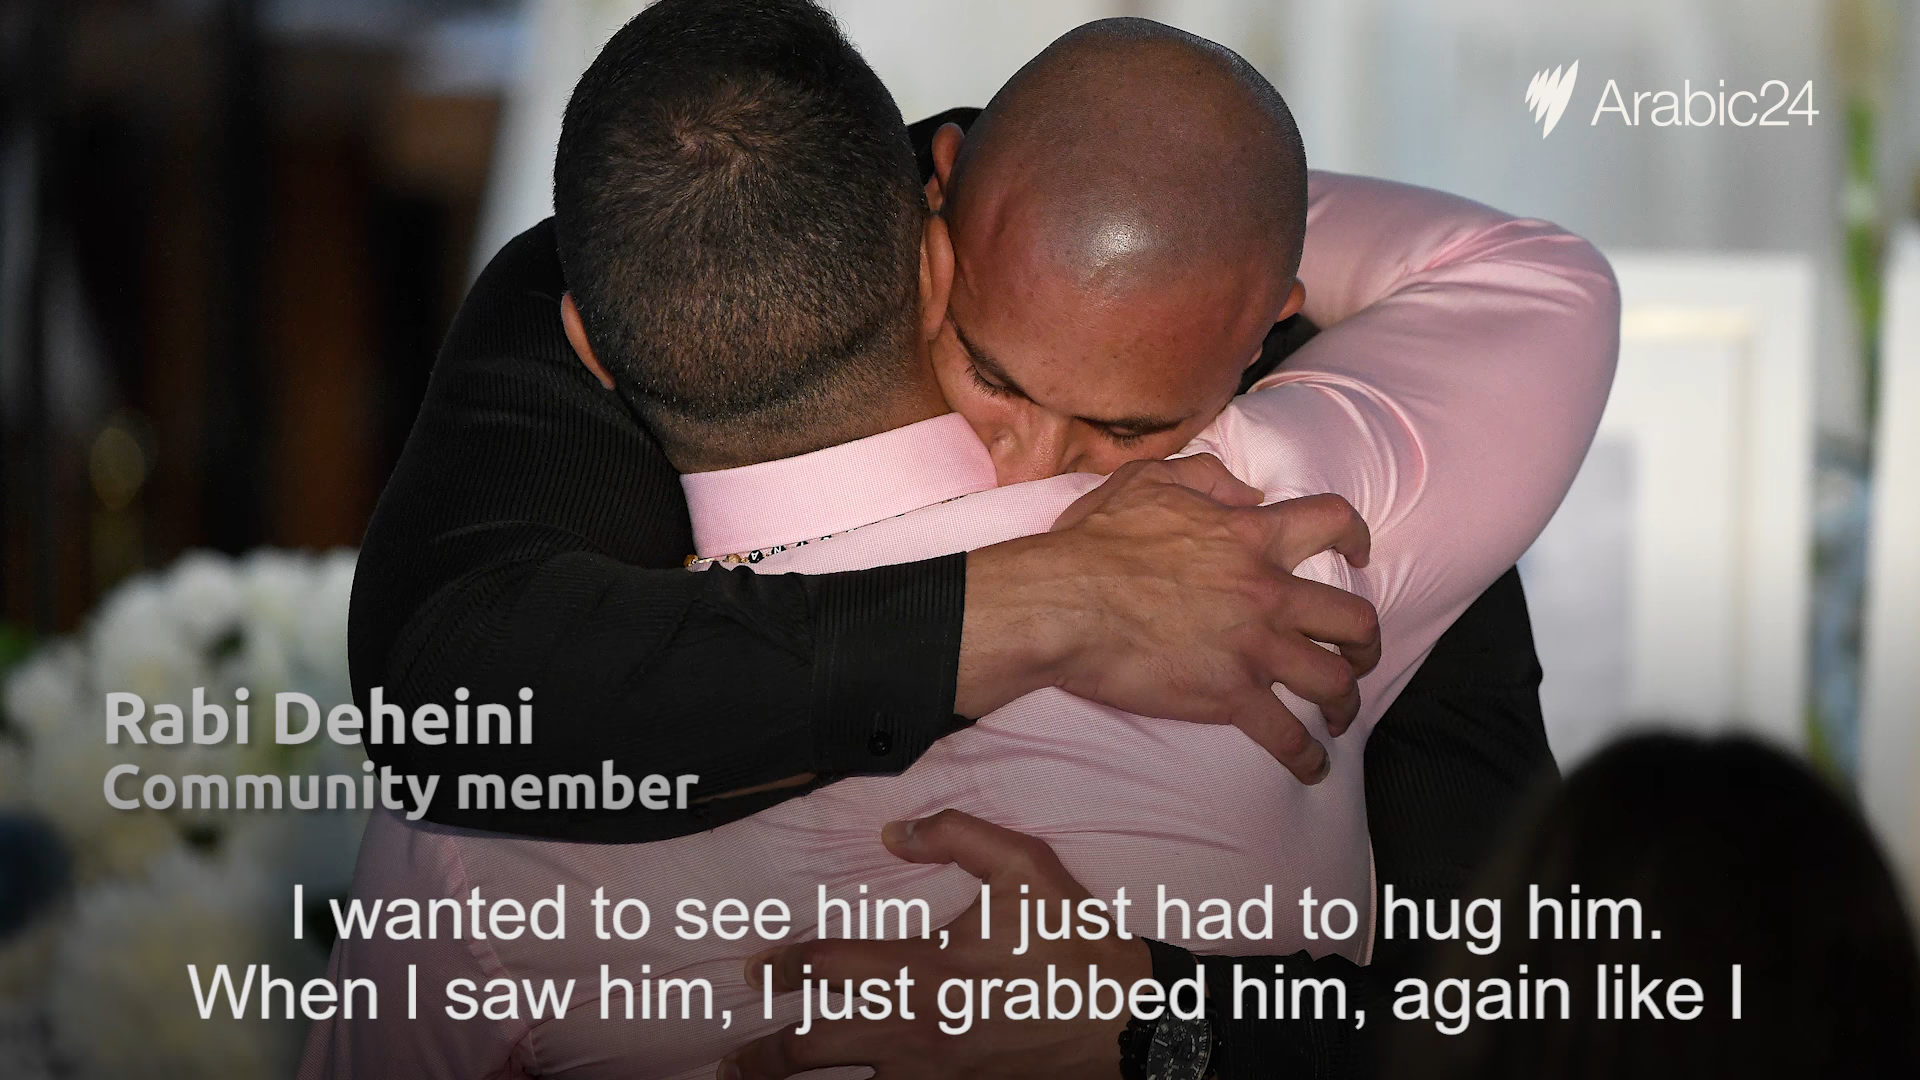 Arabic24
Rabi Deheini
Community member
I wanted to see him, I just had to hug him.
When I saw him, I just grabbed him, again like I